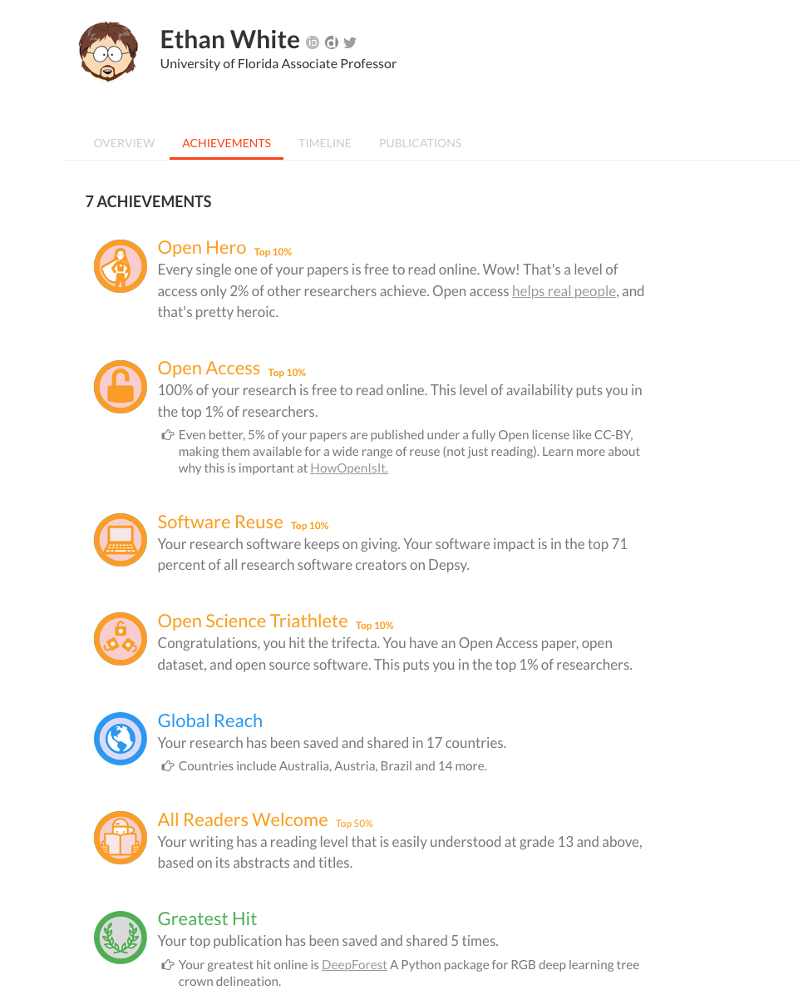 Ethan White
University of Florida Associate Professor
OVERVIEW ACHIEVEMENTS TIMELINE PUBLICATIONS
7 ACHIEVEMENTS
Open Hero Top 10%
Every single one of your papers is free to read online. Wow! That's a level of
access only 2% of other researchers achieve. Open access helps real people, and
that's pretty heroic.
Open Access Top 10%
100% of your research is free to read online. This level of availability puts you in
the top 1% of researchers.
Even better, 5% of your papers are published under a fully Open license like CC-BY,
making them available for a wide range of reuse (not just reading). Learn more about
why this is important at HowOpenIsIt.
Software Reuse Top 10%
Your research software keeps on giving. Your software impact is in the top 71
percent of all research software creators on Depsy.
Open Science Triathlete Top 10%
Congratulations, you hit the trifecta. You have an Open Access paper, open
dataset, and open source software. This puts you in the top 1% of researchers.
Global Reach
Your research has been saved and shared in 17 countries.
Countries include Australia, Austria, Brazil and 14 more.
All Readers Welcome Top 50%
Your writing has a reading level that is easily understood at grade 13 and above,
based on its abstracts and titles.
Greatest Hit
Your top publication has been saved and shared 5 times.
Your greatest hit online is DeepForest A Python package for RGB deep learning tree
crown delineation.